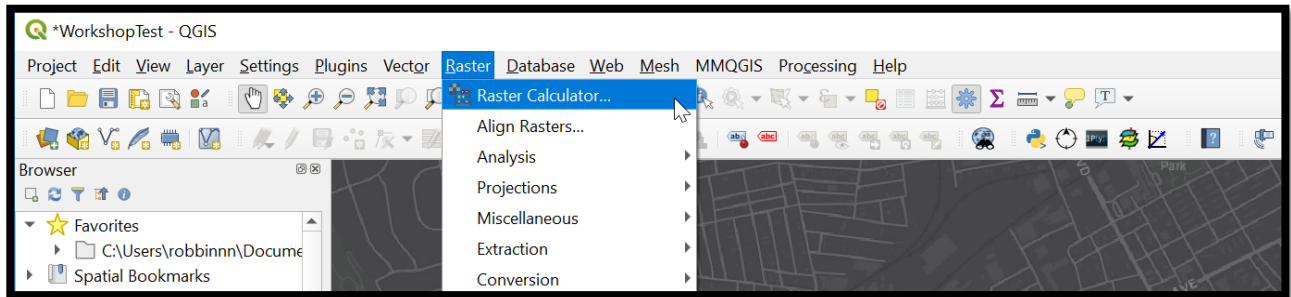 *WorkshopTest - QGIS
Project Edit View Layer Settings Plugins Vector Raster Database Web Mesh MMQGIS Processing Help
Raster Calculator...
Align Rasters...
Analysis
Projections
Miscellaneous
Extraction
Conversion
Browser
Favorites
C:\Users\robbinnn\Docume
Spatial Bookmarks
Park
AVE